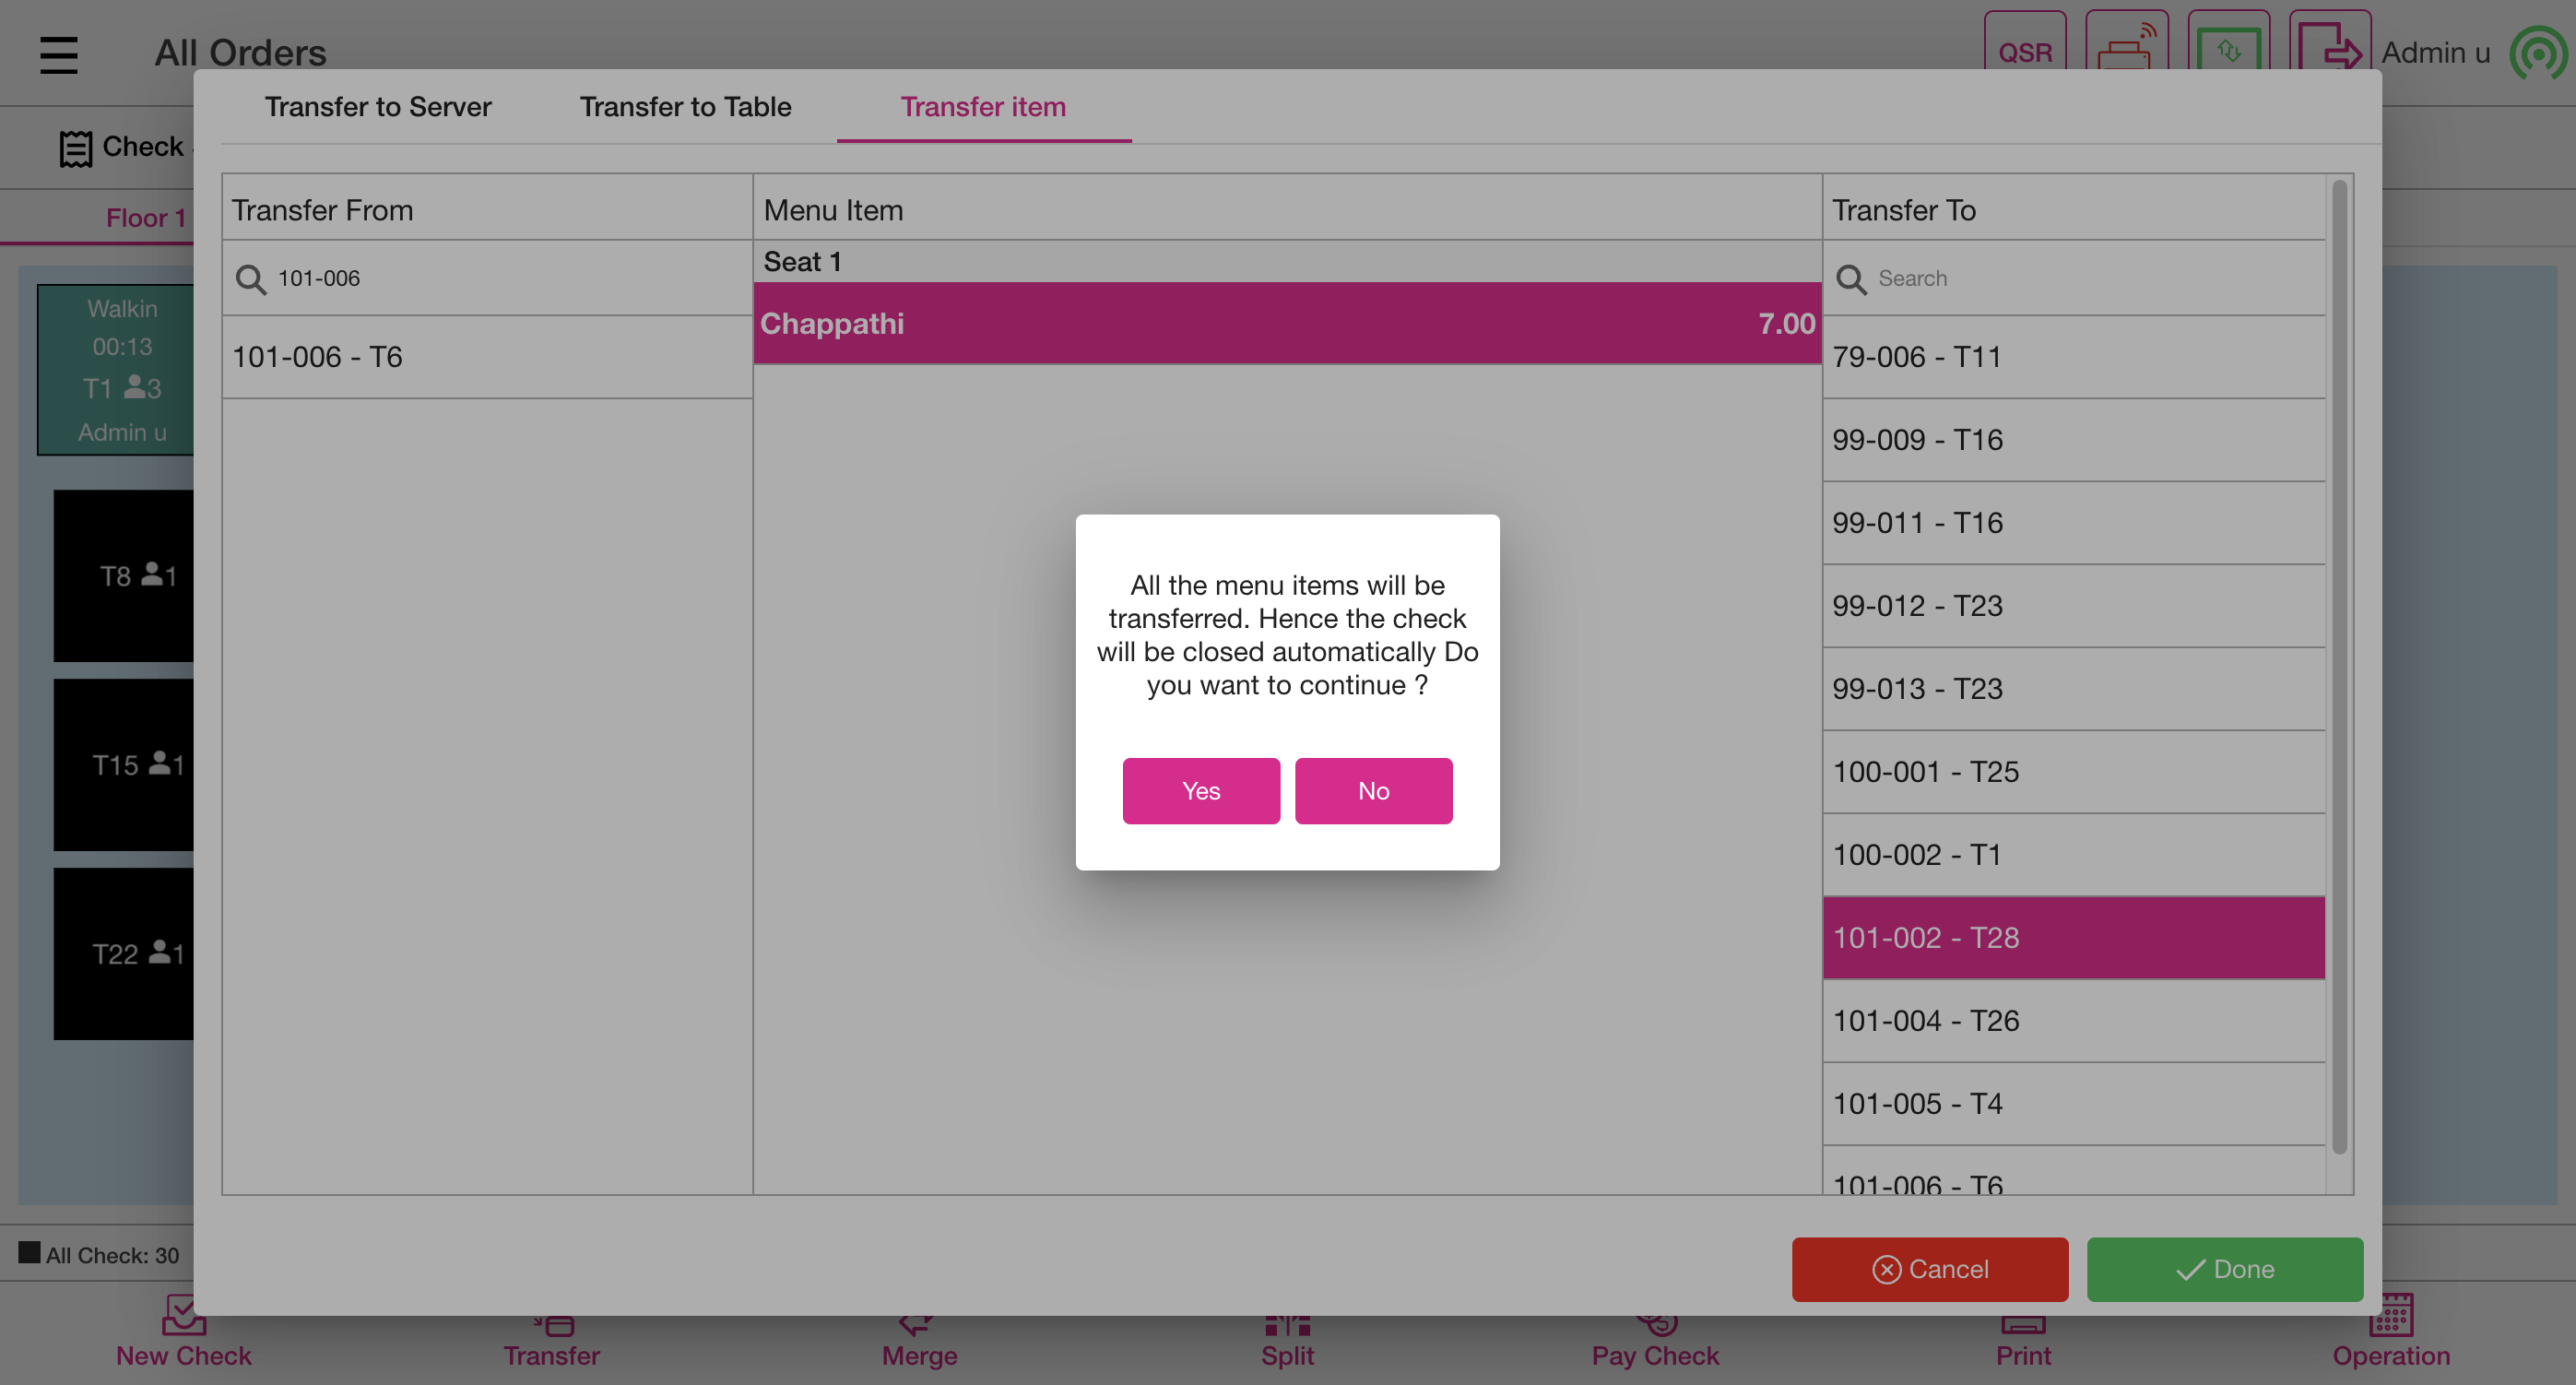 All Orders
QSR
Admin u
Check
Floor 1
Walkin
00:13
T1 3
Admin u
T8 1
T15 1
T22 1
All Check: 30
Transfer to Server
Transfer to Table
Transfer item
Transfer From
101-006
101-006 - T6
Menu Item
Seat 1
Chappathi 7.00
Transfer To
Search
79-006 - T11
99-009 - T16
99-011 - T16
99-012 - T23
99-013 - T23
100-001 - T25
100-002 - T1
101-002 - T28
101-004 - T26
101-005 - T4
101-006 - T6
All the menu items will be
transferred. Hence the check
will be closed automatically Do
you want to continue ?
Yes
No
Cancel
Done
New Check
Transfer
Merge
Split
Pay Check
Print
Operation